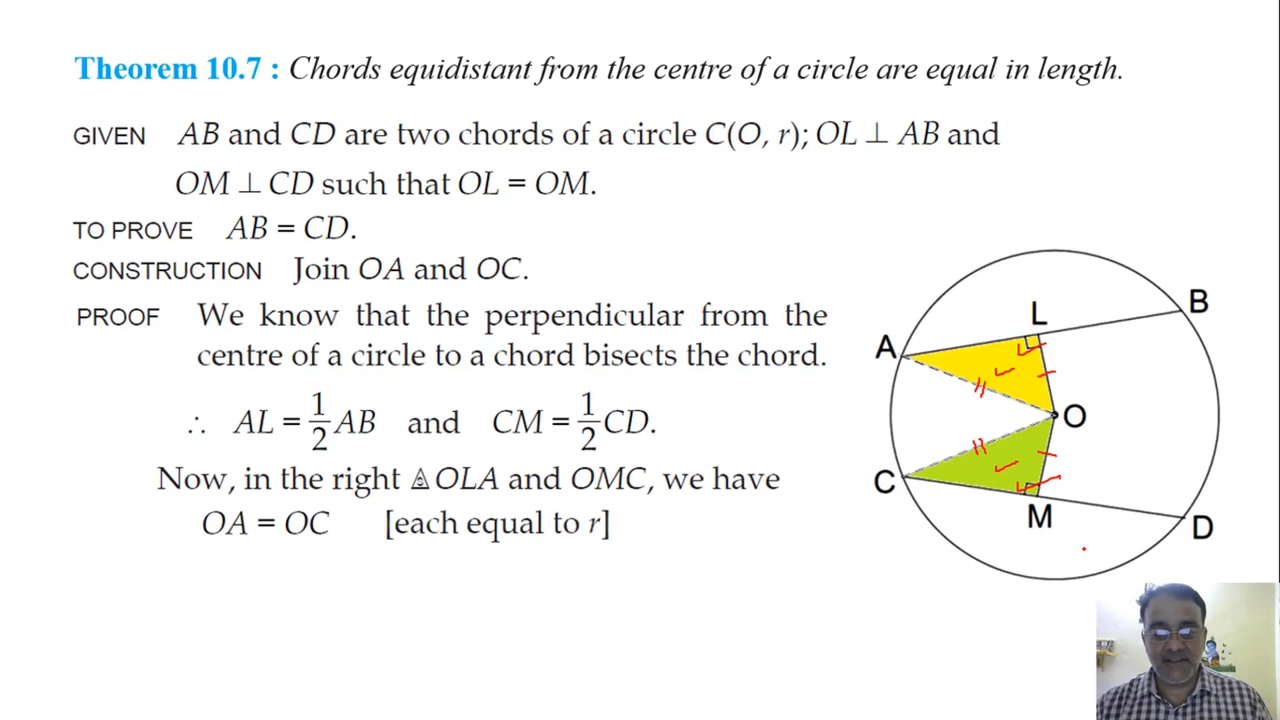 Theorem 10.7 : Chords equidistant from the centre of a circle are equal in length.
GIVEN AB and CD are two chords of a circle C(O, r); OL ⊥ AB and
OM ⊥ CD such that OL = OM.
TO PROVE AB = CD.
CONSTRUCTION Join OA and OC.
PROOF We know that the perpendicular from the
centre of a circle to a chord bisects the chord.
∴ AL = 1/2 AB and CM = 1/2 CD.
Now, in the right △ OLA and OMC, we have
OA = OC [each equal to r]
B
L
A
O
C
M
D